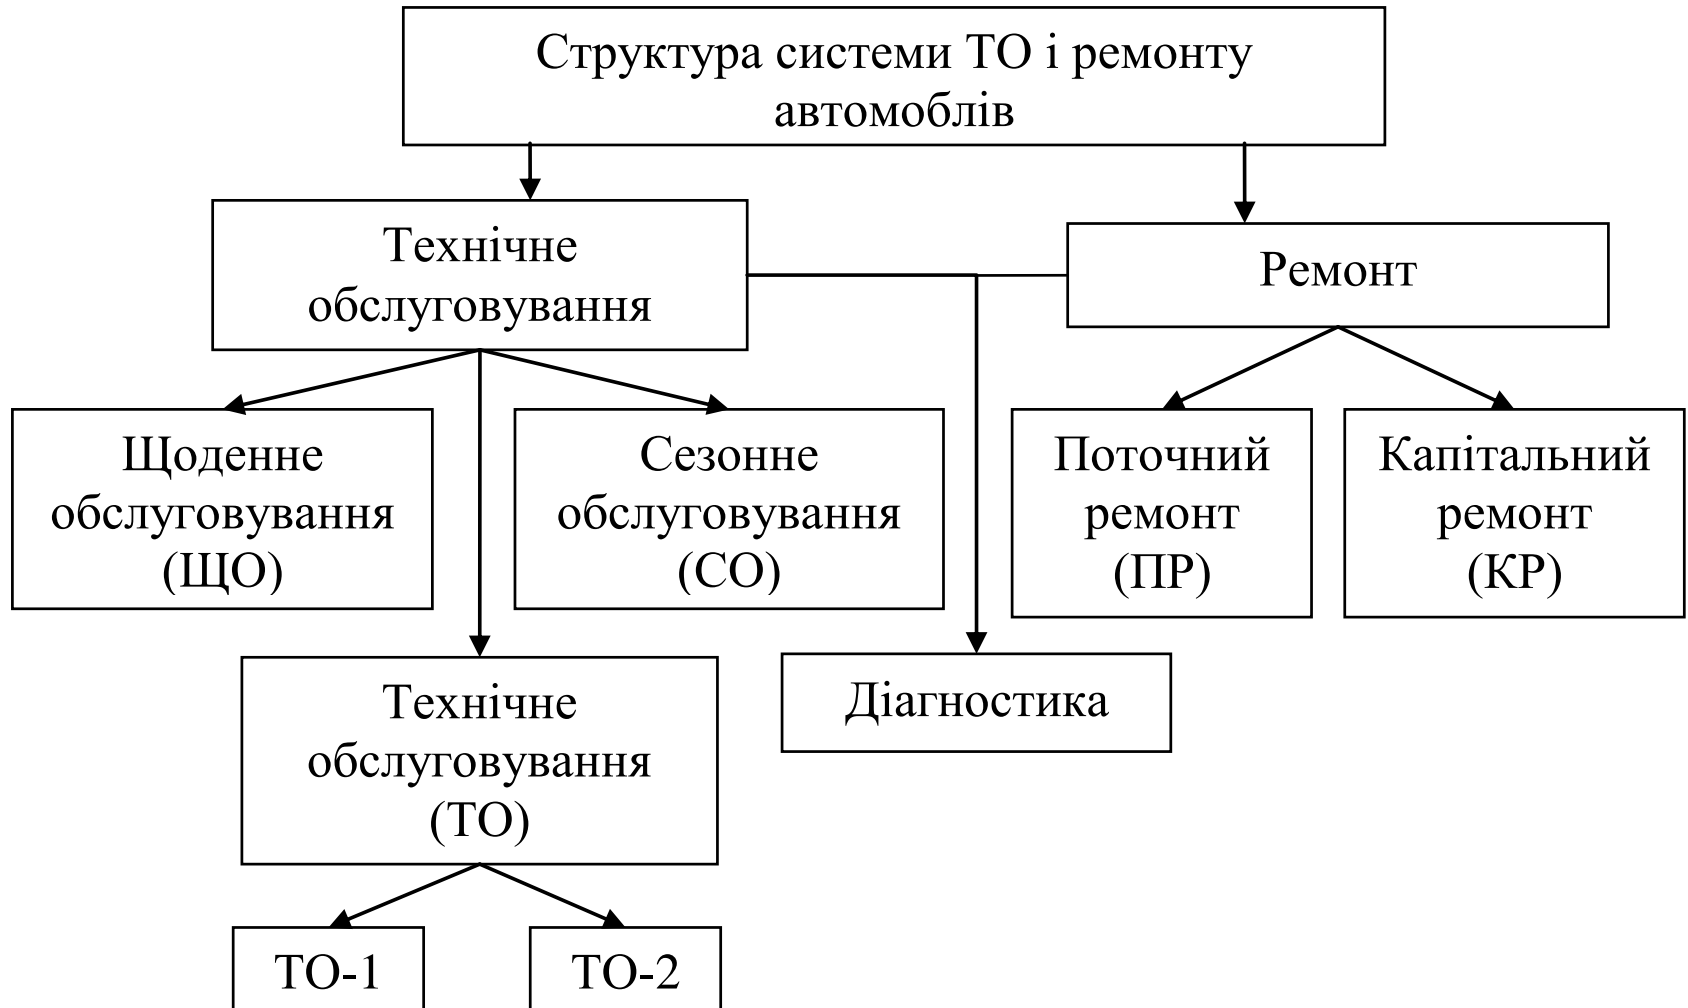 Структура системи ТО і ремонту
автомоблів
Технічне
обслуговування
Ремонт
Щоденне
обслуговування
(ЩО)
Сезонне
обслуговування
(СО)
Поточний
ремонт
(ПР)
Капітальний
ремонт
(КР)
Технічне
обслуговування
(ТО)
Діагностика
ТО-1
ТО-2